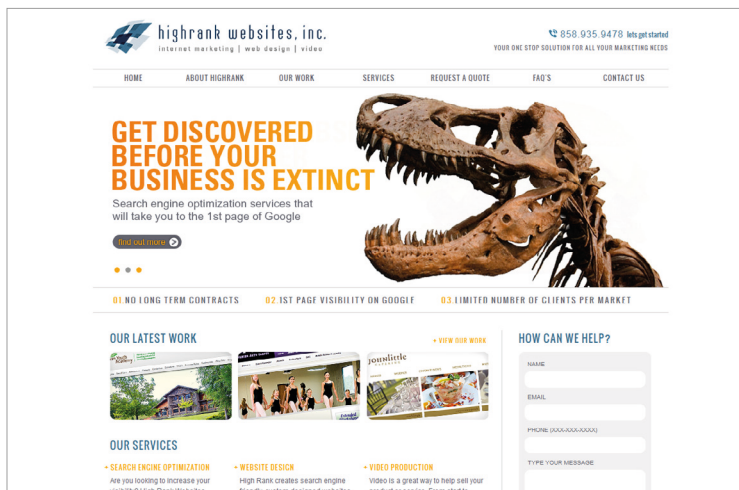 highrank websites, inc.
internet marketing | web design | video
858.935.9478 lets get started
YOUR ONE STOP SOLUTION FOR ALL YOUR MARKETING NEEDS
HOME ABOUT HIGHRANK OUR WORK SERVICES REQUEST A QUOTE FAQ'S CONTACT US
GET DISCOVERED
BEFORE YOUR
BUSINESS IS EXTINCT
Search engine optimization services that
will take you to the 1st page of Google
find out more
01.NO LONG TERM CONTRACTS 02.1ST PAGE VISIBILITY ON GOOGLE 03.LIMITED NUMBER OF CLIENTS PER MARKET
OUR LATEST WORK
+ VIEW OUR WORK
HOW CAN WE HELP?
NAME
EMAIL
PHONE (XXX-XXX-XXXX)
TYPE YOUR MESSAGE
OUR SERVICES
+ SEARCH ENGINE OPTIMIZATION
Are you looking to increase your
+ WEBSITE DESIGN
High Rank creates search engine
+ VIDEO PRODUCTION
Video is a great way to help sell your